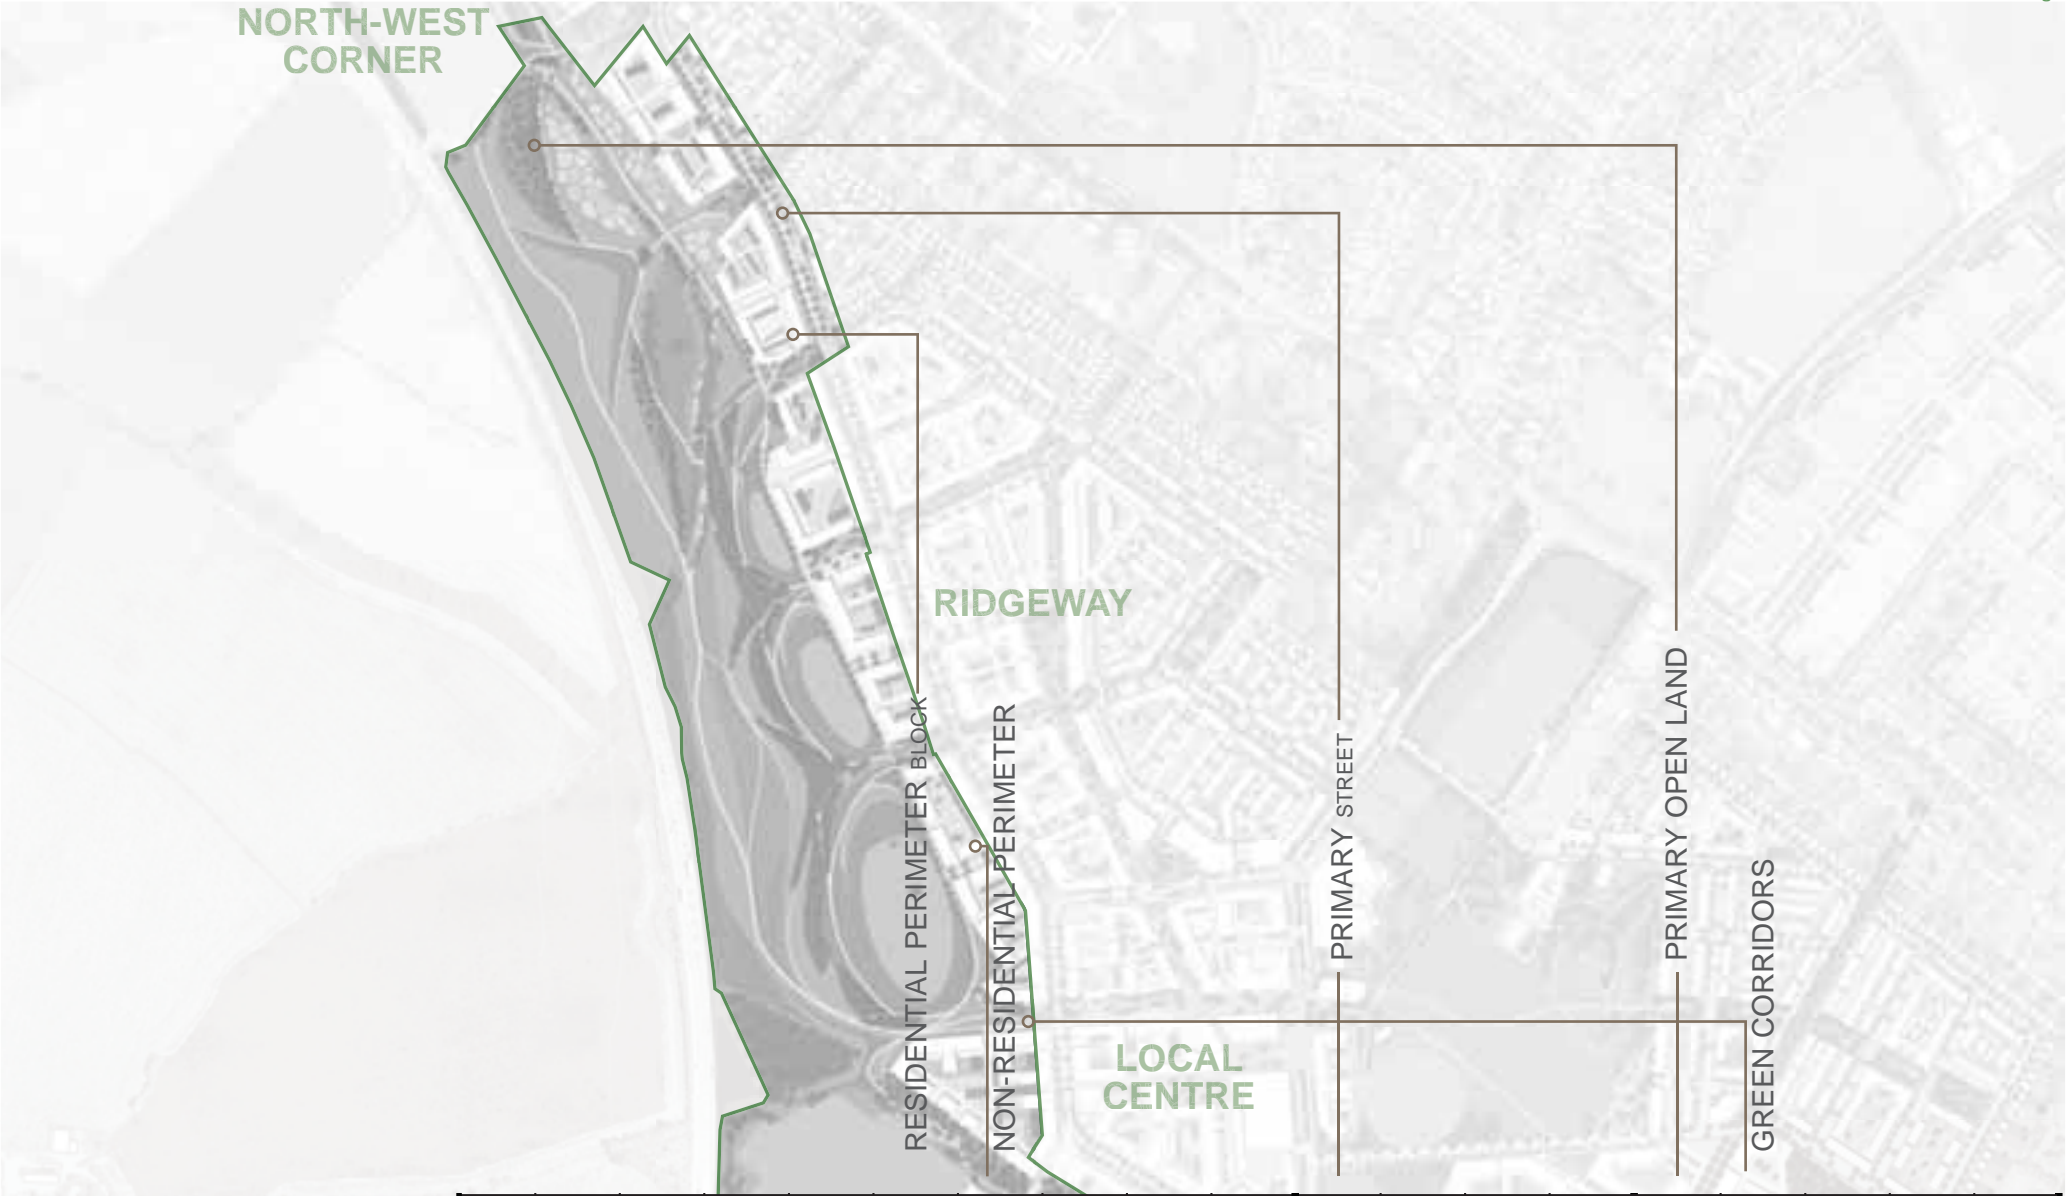 NORTH-WEST
CORNER
RIDGEWAY
LOCAL
CENTRE
RESIDENTIAL PERIMETER BLOCK
NON-RESIDENTIAL PERIMETER
PRIMARY STREET
PRIMARY OPEN LAND
GREEN CORRIDORS